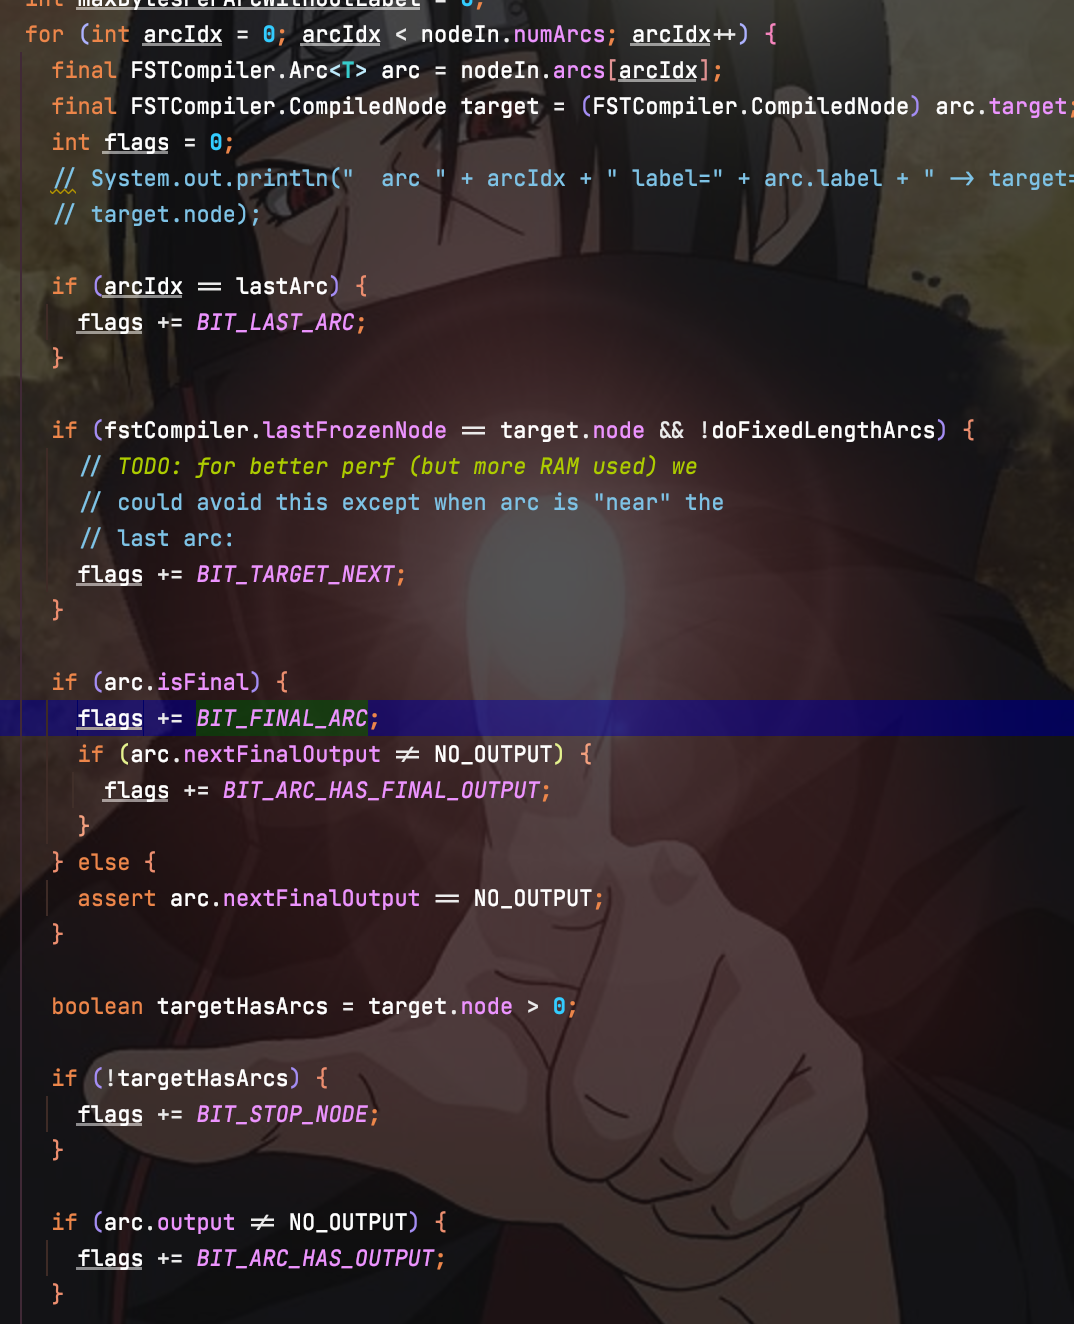 int maxBytesPerArcWithoutLabel = 0;
for (int arcIdx = 0; arcIdx < nodeIn.numArcs; arcIdx++) {
final FSTCompiler.Arc<T> arc = nodeIn.arcs[arcIdx];
final FSTCompiler.CompiledNode target = (FSTCompiler.CompiledNode) arc.target;
int flags = 0;
// System.out.println("  arc " + arcIdx + " label=" + arc.label + " -> target=
// target.node);
if (arcIdx == lastArc) {
flags += BIT_LAST_ARC;
}
if (fstCompiler.lastFrozenNode == target.node && !doFixedLengthArcs) {
// TODO: for better perf (but more RAM used) we
// could avoid this except when arc is "near" the
// last arc:
flags += BIT_TARGET_NEXT;
}
if (arc.isFinal) {
flags += BIT_FINAL_ARC;
if (arc.nextFinalOutput != NO_OUTPUT) {
flags += BIT_ARC_HAS_FINAL_OUTPUT;
}
} else {
assert arc.nextFinalOutput == NO_OUTPUT;
}
boolean targetHasArcs = target.node > 0;
if (!targetHasArcs) {
flags += BIT_STOP_NODE;
}
if (arc.output != NO_OUTPUT) {
flags += BIT_ARC_HAS_OUTPUT;
}